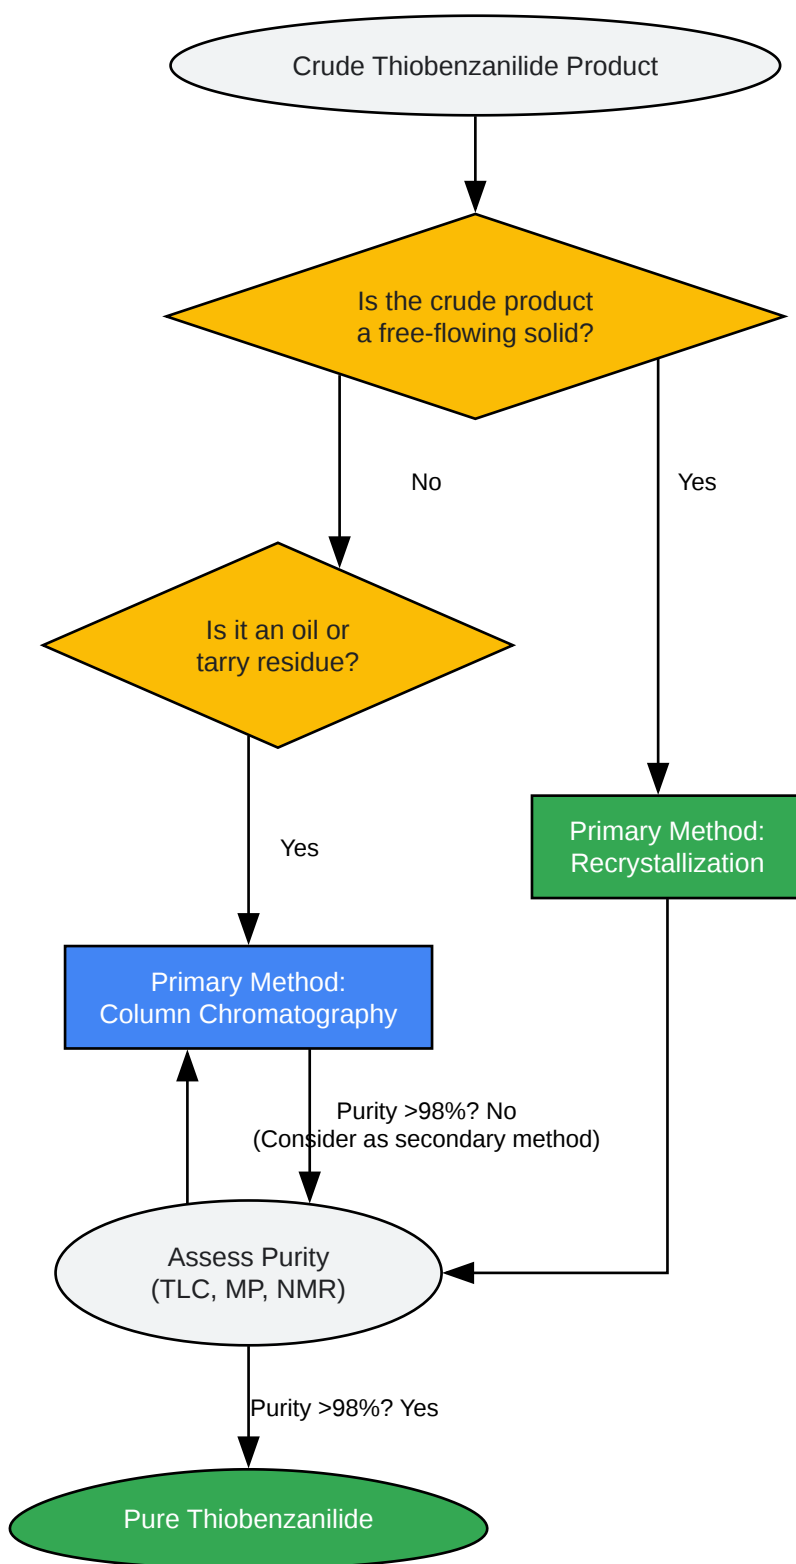 Crude Thiobenzanilide Product
Is the crude product
a free-flowing solid?
No
Yes
Is it an oil or
tarry residue?
Primary Method:
Recrystallization
Yes
Primary Method:
Column Chromatography
Purity >98%? No
(Consider as secondary method)
Assess Purity
(TLC, MP, NMR)
Purity >98%? Yes
Pure Thiobenzanilide